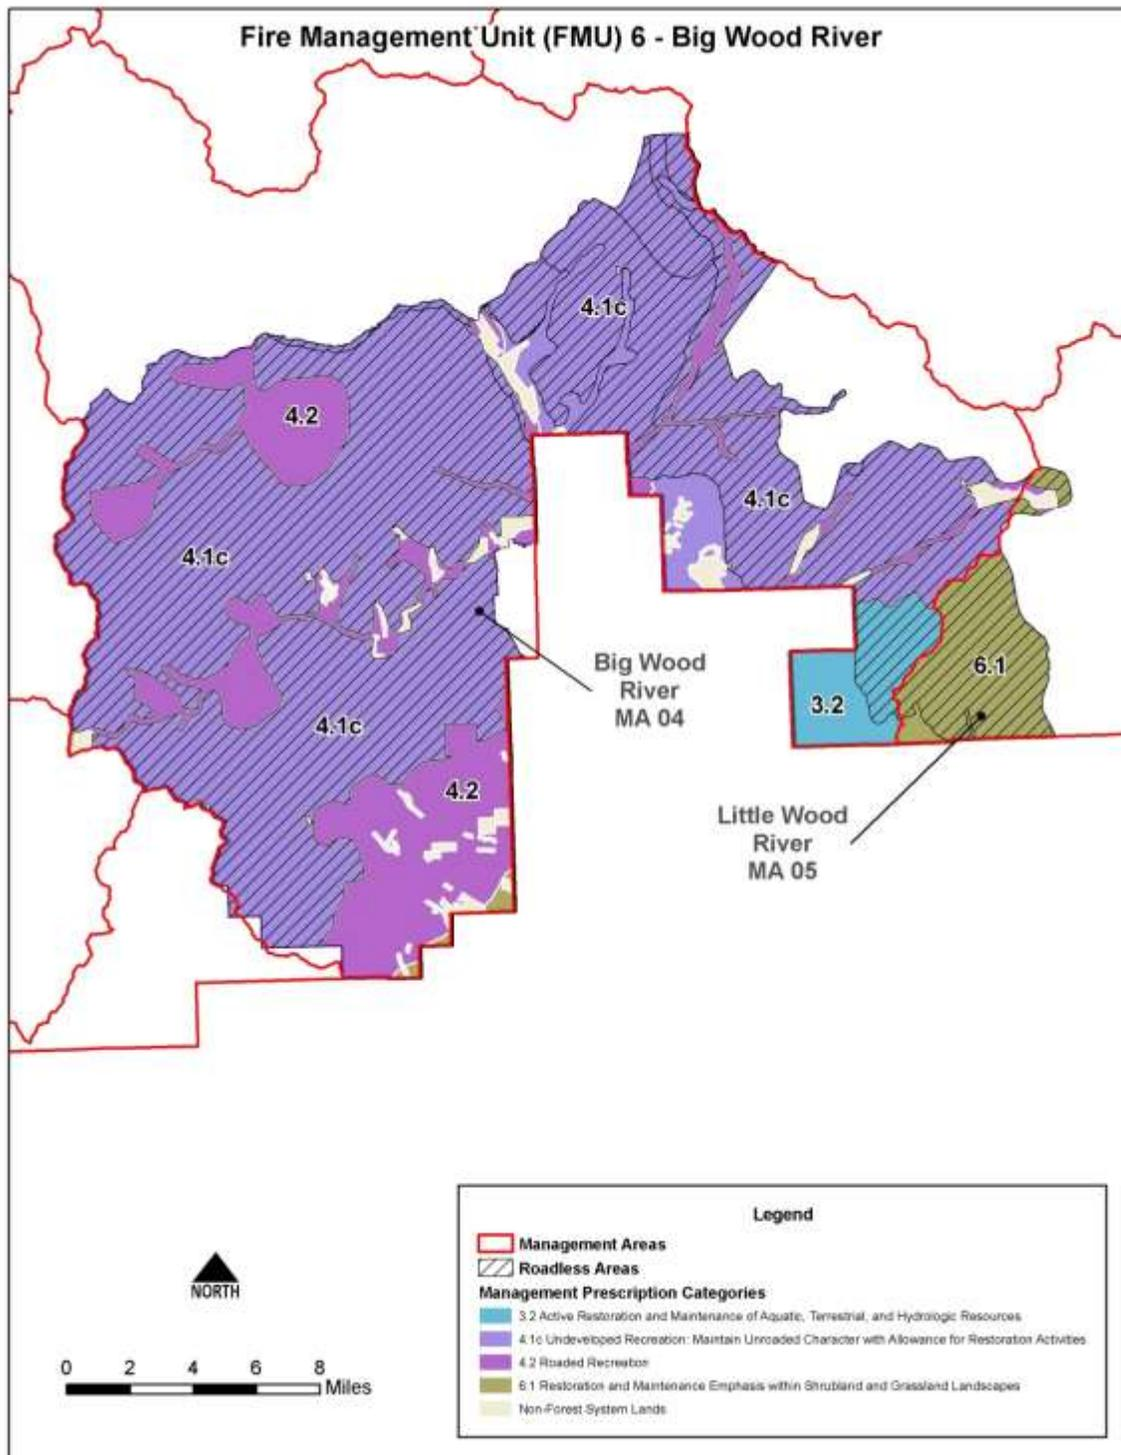 Fire Management Unit (FMU) 6 - Big Wood River
4.1c
4.2
4.1c
4.1c
Big Wood
River
MA 04
6.1
3.2
4.1c
4.2
Little Wood
River
MA 05
Legend
Management Areas
Roadless Areas
Management Prescription Categories
3.2 Active Restoration and Maintenance of Aquatic, Terrestrial, and Hydrologic Resources
4.1c Undeveloped Recreation: Maintain Unroaded Character with Allowance for Restoration Activities
4.2 Roaded Recreation
6.1 Restoration and Maintenance Emphasis within Shrubland and Grassland Landscapes
Non-Forest System Lands
NORTH
0 2 4 6 8
Miles